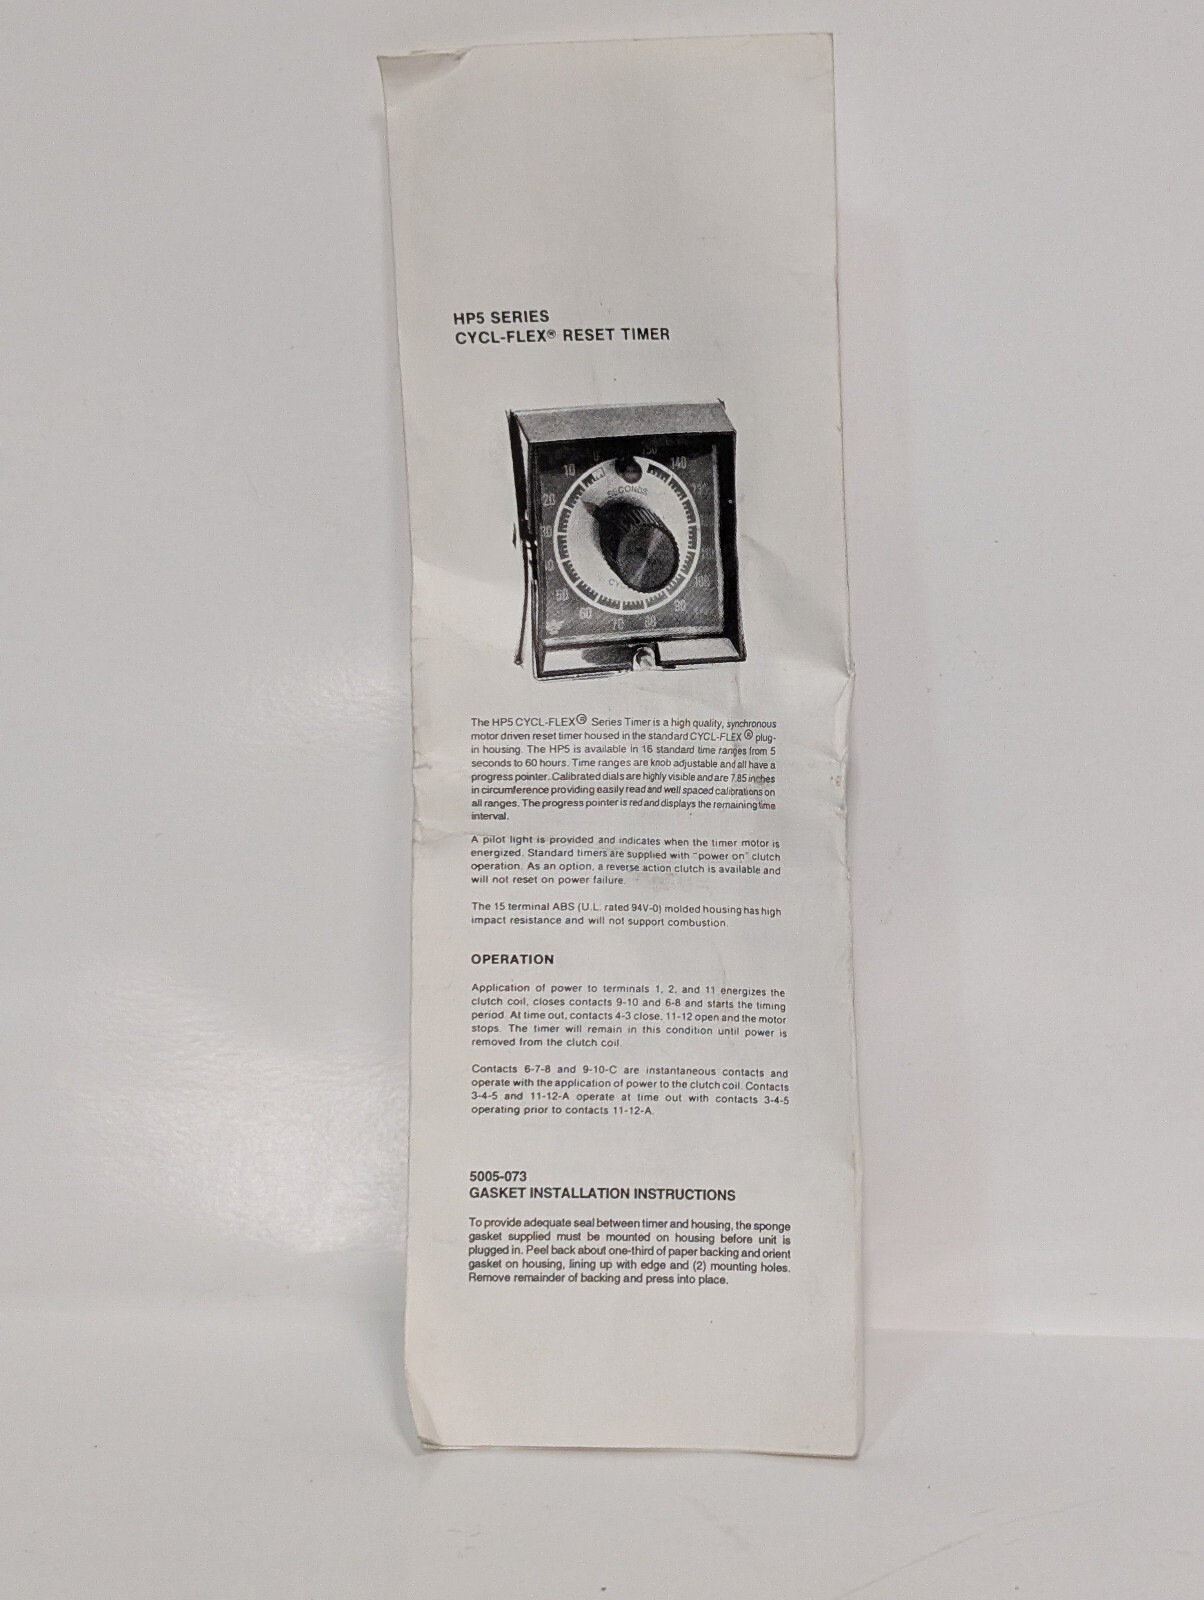 HP5 SERIES
CYCL-FLEX® RESET TIMER
10
0
150
140
20
SECONDS
30
40
50
60
70
80
90
100
The HP5 CYCL-FLEX® Series Timer is a high quality, synchronous
motor driven reset timer housed in the standard CYCL-FLEX ® plug-
in housing. The HP5 is available in 16 standard time ranges from 5
seconds to 60 hours. Time ranges are knob adjustable and all have a
progress pointer. Calibrated dials are highly visible and are 7.85 inches
in circumference providing easily read and well spaced calibrations on
all ranges. The progress pointer is red and displays the remaining time
interval.
A pilot light is provided and indicates when the timer motor is
energized. Standard timers are supplied with "power on" clutch
operation. As an option, a reverse action clutch is available and
will not reset on power failure.
The 15 terminal ABS (U.L. rated 94V-0) molded housing has high
impact resistance and will not support combustion.
OPERATION
Application of power to terminals 1, 2, and 11 energizes the
clutch coil, closes contacts 9-10 and 6-8 and starts the timing
period. At time out, contacts 4-3 close, 11-12 open and the motor
stops. The timer will remain in this condition until power is
removed from the clutch coil.
Contacts 6-7-8 and 9-10-C are instantaneous contacts and
operate with the application of power to the clutch coil. Contacts
3-4-5 and 11-12-A operate at time out with contacts 3-4-5
operating prior to contacts 11-12-A.
5005-073
GASKET INSTALLATION INSTRUCTIONS
To provide adequate seal between timer and housing, the sponge
gasket supplied must be mounted on housing before unit is
plugged in. Peel back about one-third of paper backing and orient
gasket on housing, lining up with edge and (2) mounting holes.
Remove remainder of backing and press into place.